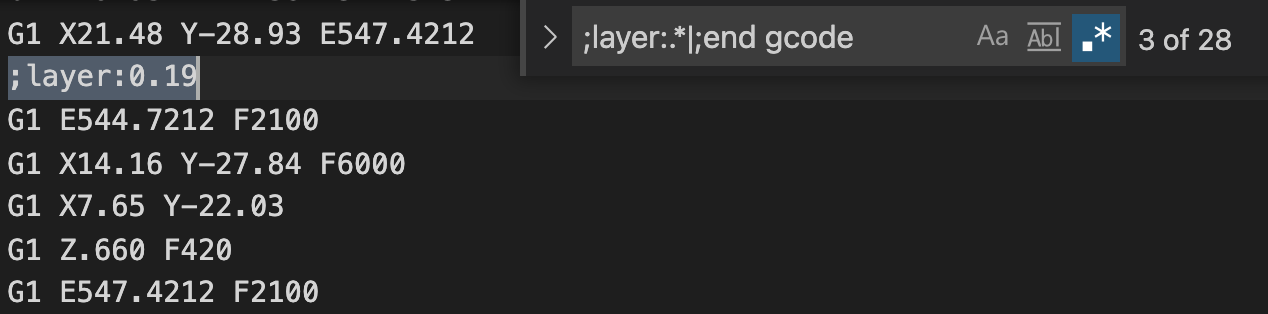 G1 X21.48 Y-28.93 E547.4212
;layer:0.19
G1 E544.7212 F2100
G1 X14.16 Y-27.84 F6000
G1 X7.65 Y-22.03
G1 Z.660 F420
G1 E547.4212 F2100
> ;layer:.*|;end gcode Aa Abl .* 3 of 28